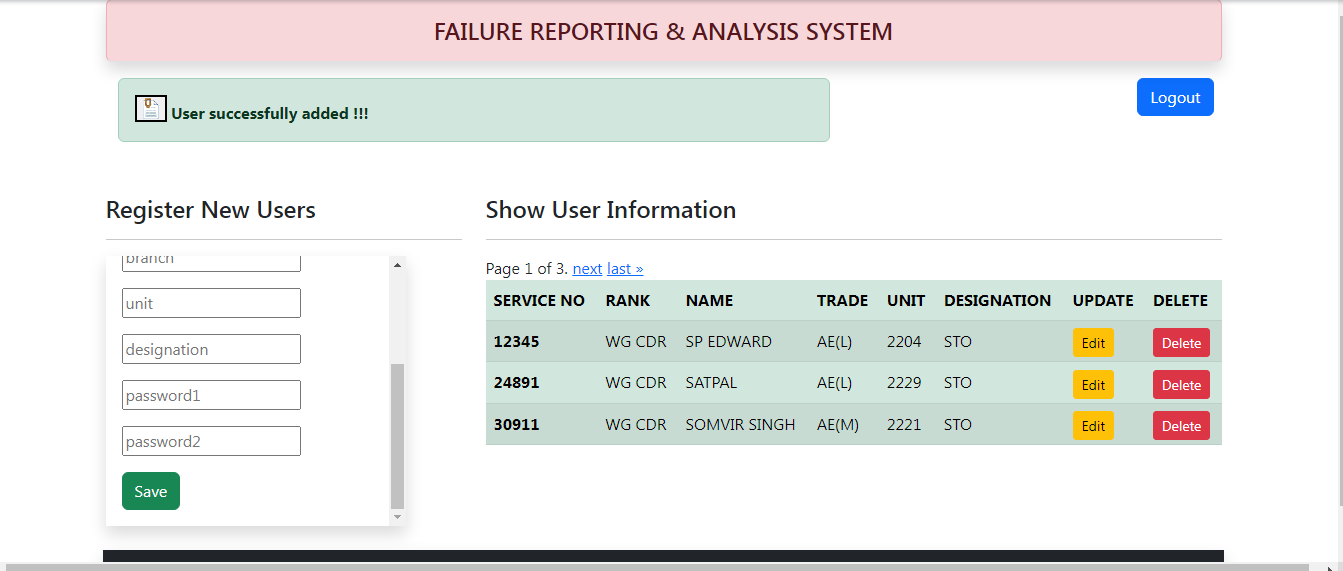 FAILURE REPORTING & ANALYSIS SYSTEM
User successfully added !!!
Logout
Register New Users
branch
unit
designation
password1
password2
Save
Show User Information
Page 1 of 3. next last »
SERVICE NO RANK NAME TRADE UNIT DESIGNATION UPDATE DELETE
12345 WG CDR SP EDWARD AE(L) 2204 STO Edit Delete
24891 WG CDR SATPAL AE(L) 2229 STO Edit Delete
30911 WG CDR SOMVIR SINGH AE(M) 2221 STO Edit Delete